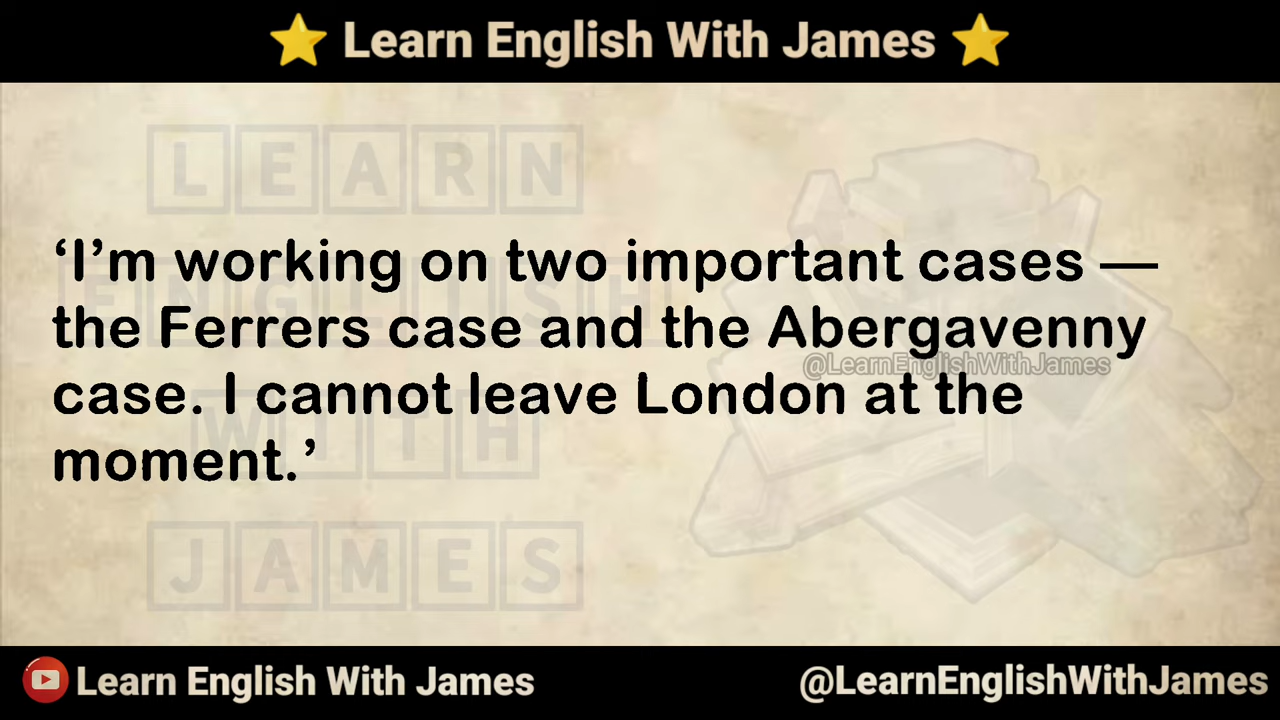 ⭐ Learn English With James ⭐
LEARN
‘I’m working on two important cases —
ENGLISH
the Ferrers case and the Abergavenny
@LearnEnglishWithJames
case. I cannot leave London at the
WITH
moment.’
JAMES
Learn English With James
@LearnEnglishWithJames